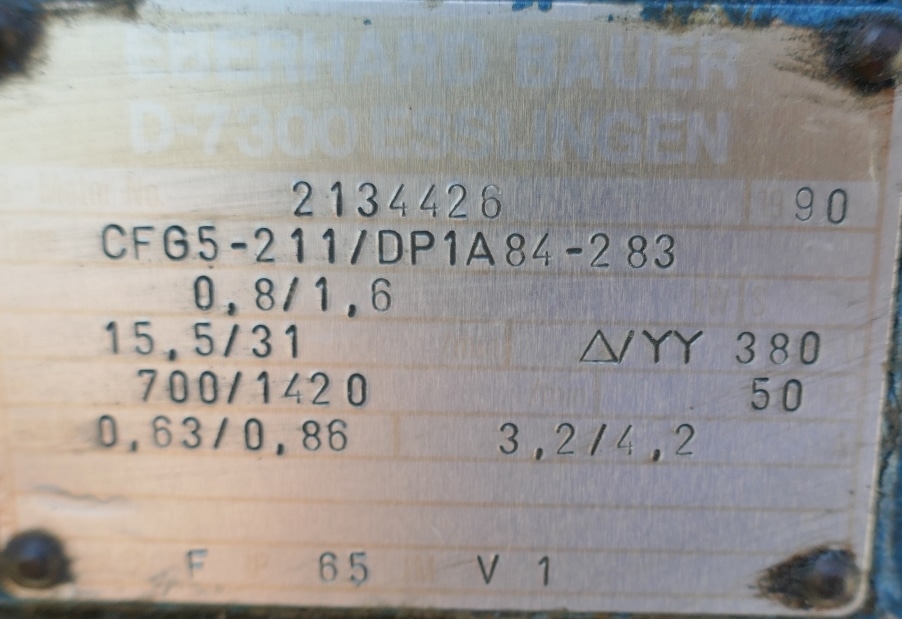 EBERHARD BAUER
D-7300 ESSLINGEN
2134426 90
CFG5-211/DP1A84-283
0,8/1,6
15,5/31 Δ/YY 380
700/1420 50
0,63/0,86 3,2/4,2
F IP 65 V 1